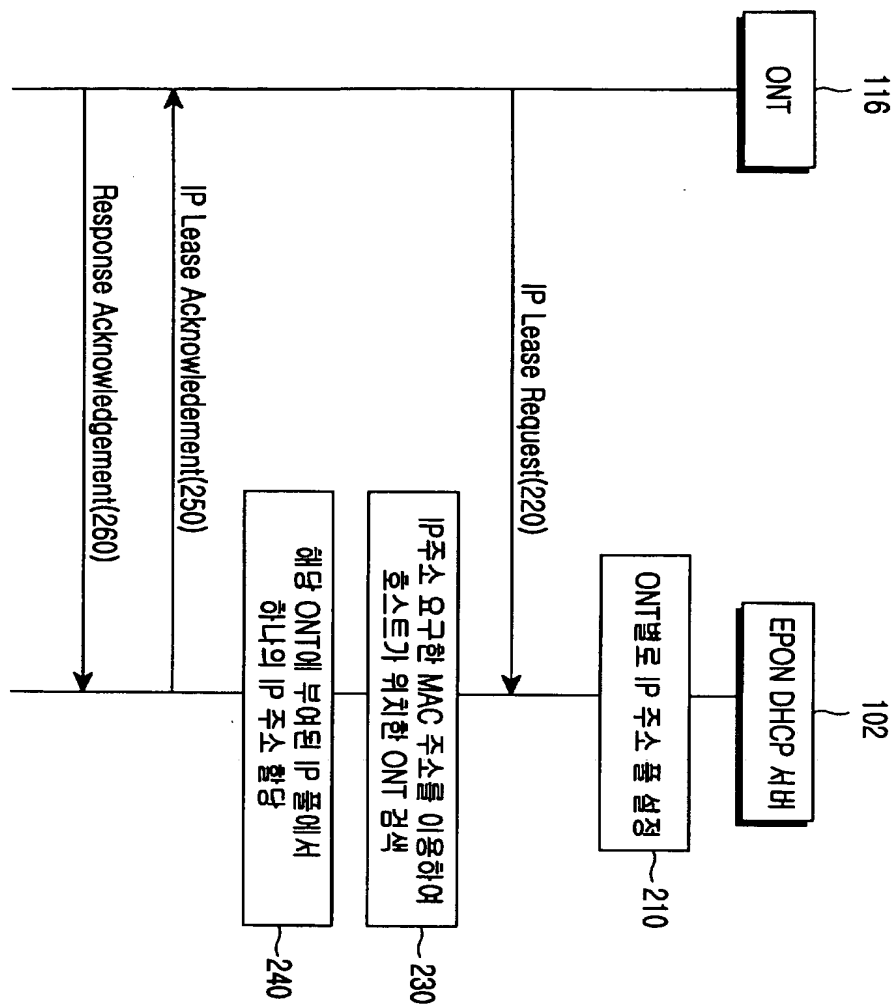 116
ONT
102
EPON DHCP 서버
ONT별로 IP 주소 풀 설정
210
IP Lease Request(220)
IP주소 요구한 MAC 주소를 이용하여
호스트가 위치한 ONT 검색
230
해당 ONT에 부여된 IP 풀에서
하나의 IP 주소 할당
240
IP Lease Acknowledement(250)
Response Acknowledgement(260)